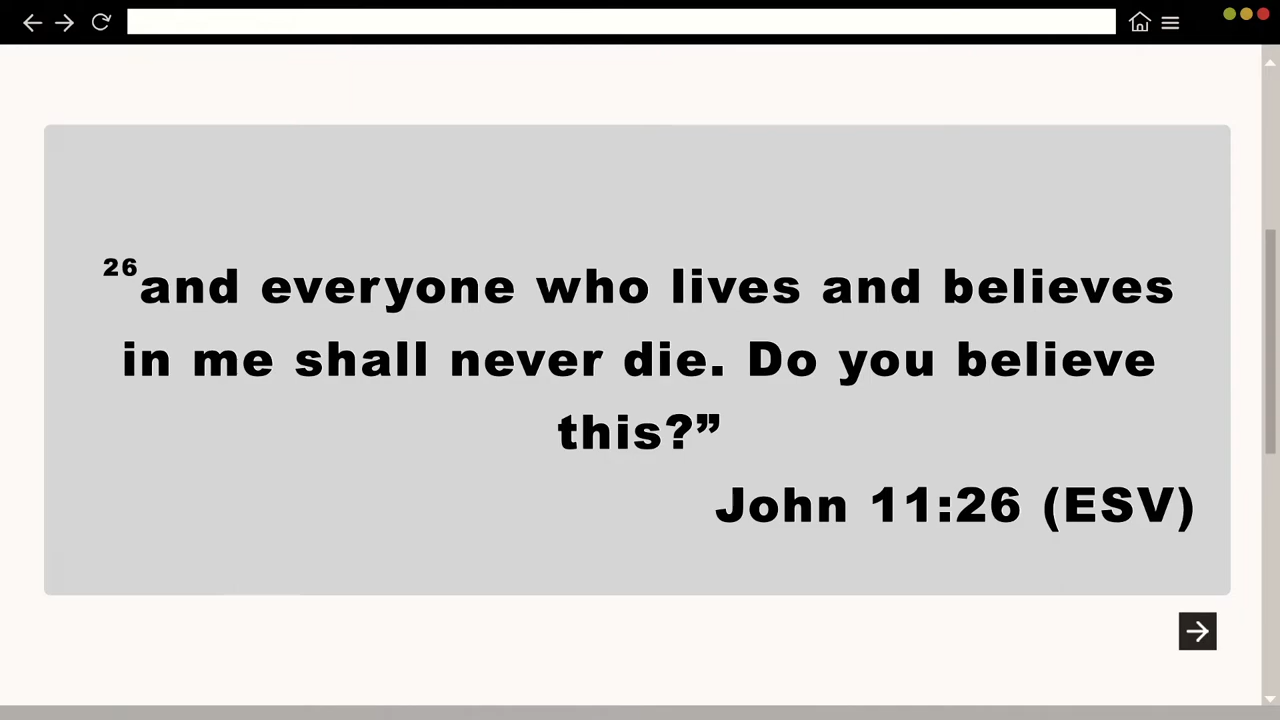 26and everyone who lives and believes
in me shall never die. Do you believe
this?”
John 11:26 (ESV)